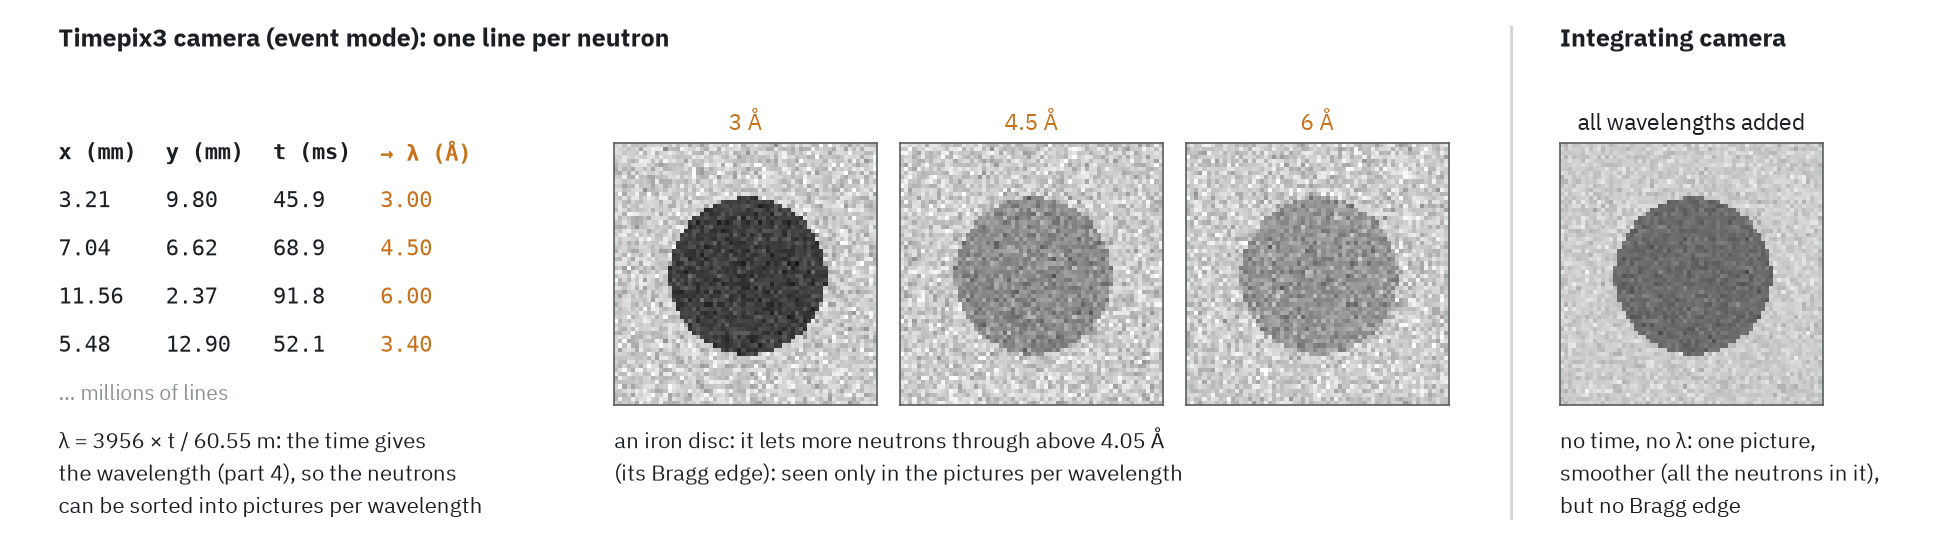 Timepix3 camera (event mode): one line per neutron
x (mm) y (mm) t (ms) → λ (Å)
3.21 9.80 45.9 3.00
7.04 6.62 68.9 4.50
11.56 2.37 91.8 6.00
5.48 12.90 52.1 3.40
... millions of lines
λ = 3956 × t / 60.55 m: the time gives
the wavelength (part 4), so the neutrons
can be sorted into pictures per wavelength
3 Å 4.5 Å 6 Å
an iron disc: it lets more neutrons through above 4.05 Å
(its Bragg edge): seen only in the pictures per wavelength
Integrating camera
all wavelengths added
no time, no λ: one picture,
smoother (all the neutrons in it),
but no Bragg edge